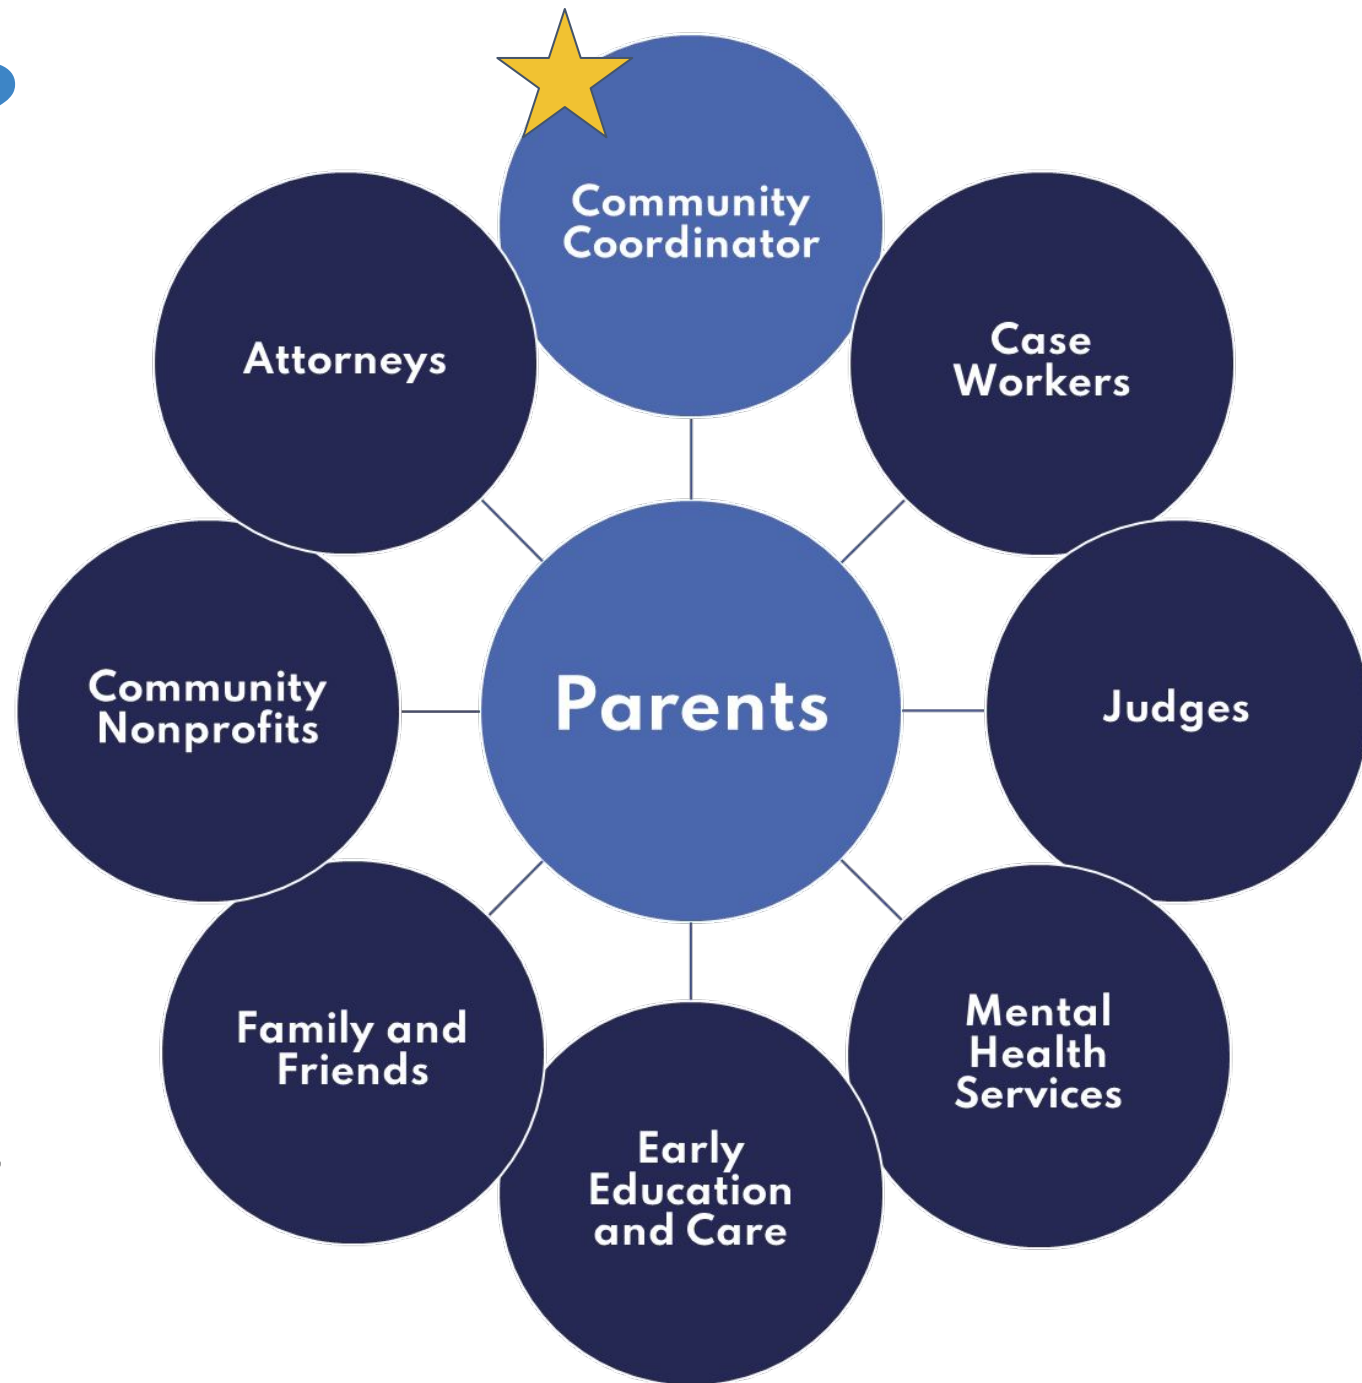 Community
Coordinator
Case
Workers
Attorneys
Judges
Community
Nonprofits
Parents
Mental
Health
Services
Family and
Friends
Early
Education
and Care